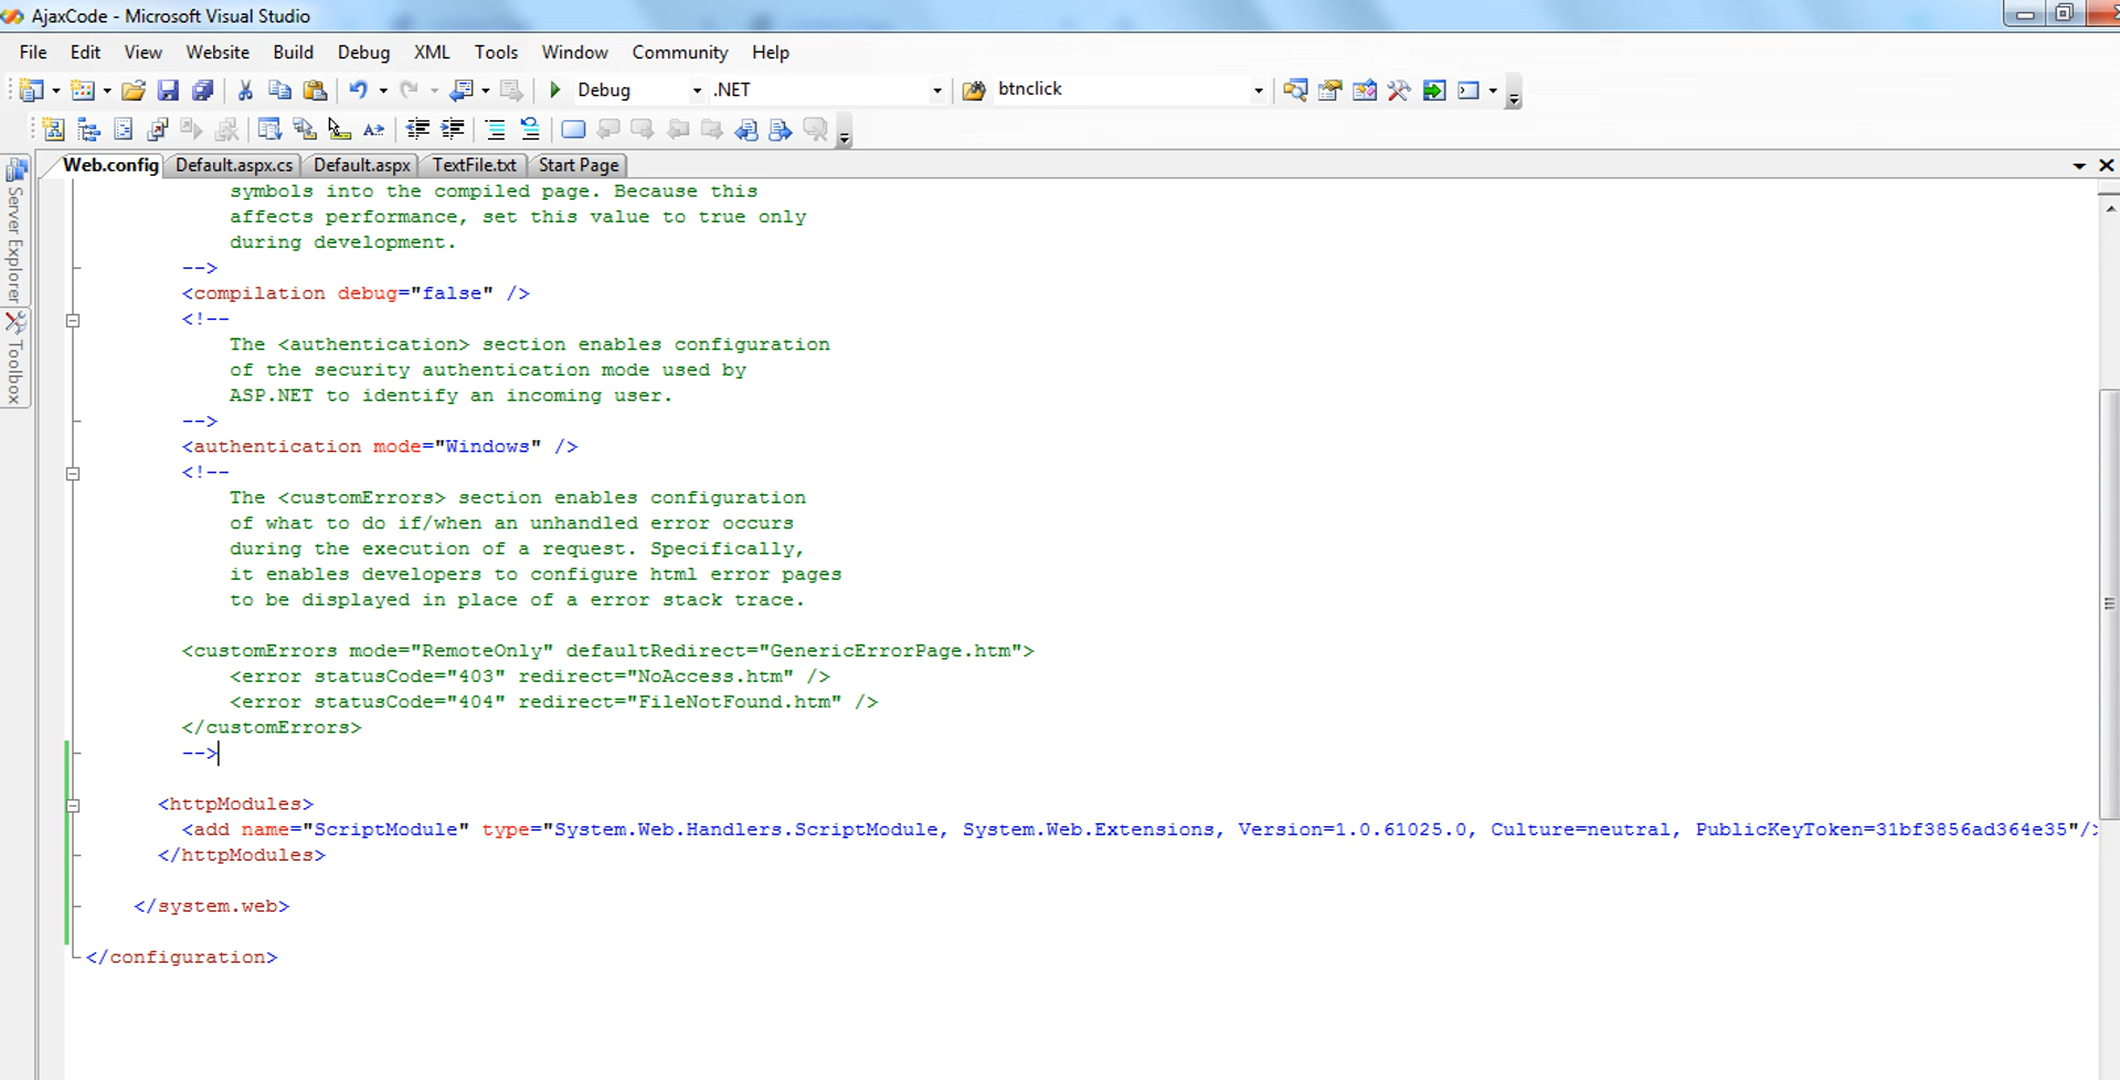 AjaxCode - Microsoft Visual Studio
File Edit View Website Build Debug XML Tools Window Community Help
Debug .NET btnclick
Web.config Default.aspx.cs Default.aspx TextFile.txt Start Page
Server Explorer
Toolbox
symbols into the compiled page. Because this
affects performance, set this value to true only
during development.
-->
<compilation debug="false" />
<!--
The <authentication> section enables configuration
of the security authentication mode used by
ASP.NET to identify an incoming user.
-->
<authentication mode="Windows" />
<!--
The <customErrors> section enables configuration
of what to do if/when an unhandled error occurs
during the execution of a request. Specifically,
it enables developers to configure html error pages
to be displayed in place of a error stack trace.
<customErrors mode="RemoteOnly" defaultRedirect="GenericErrorPage.htm">
<error statusCode="403" redirect="NoAccess.htm" />
<error statusCode="404" redirect="FileNotFound.htm" />
</customErrors>
-->
<httpModules>
<add name="ScriptModule" type="System.Web.Handlers.ScriptModule, System.Web.Extensions, Version=1.0.61025.0, Culture=neutral, PublicKeyToken=31bf3856ad364e35"/>
</httpModules>
</system.web>
</configuration>